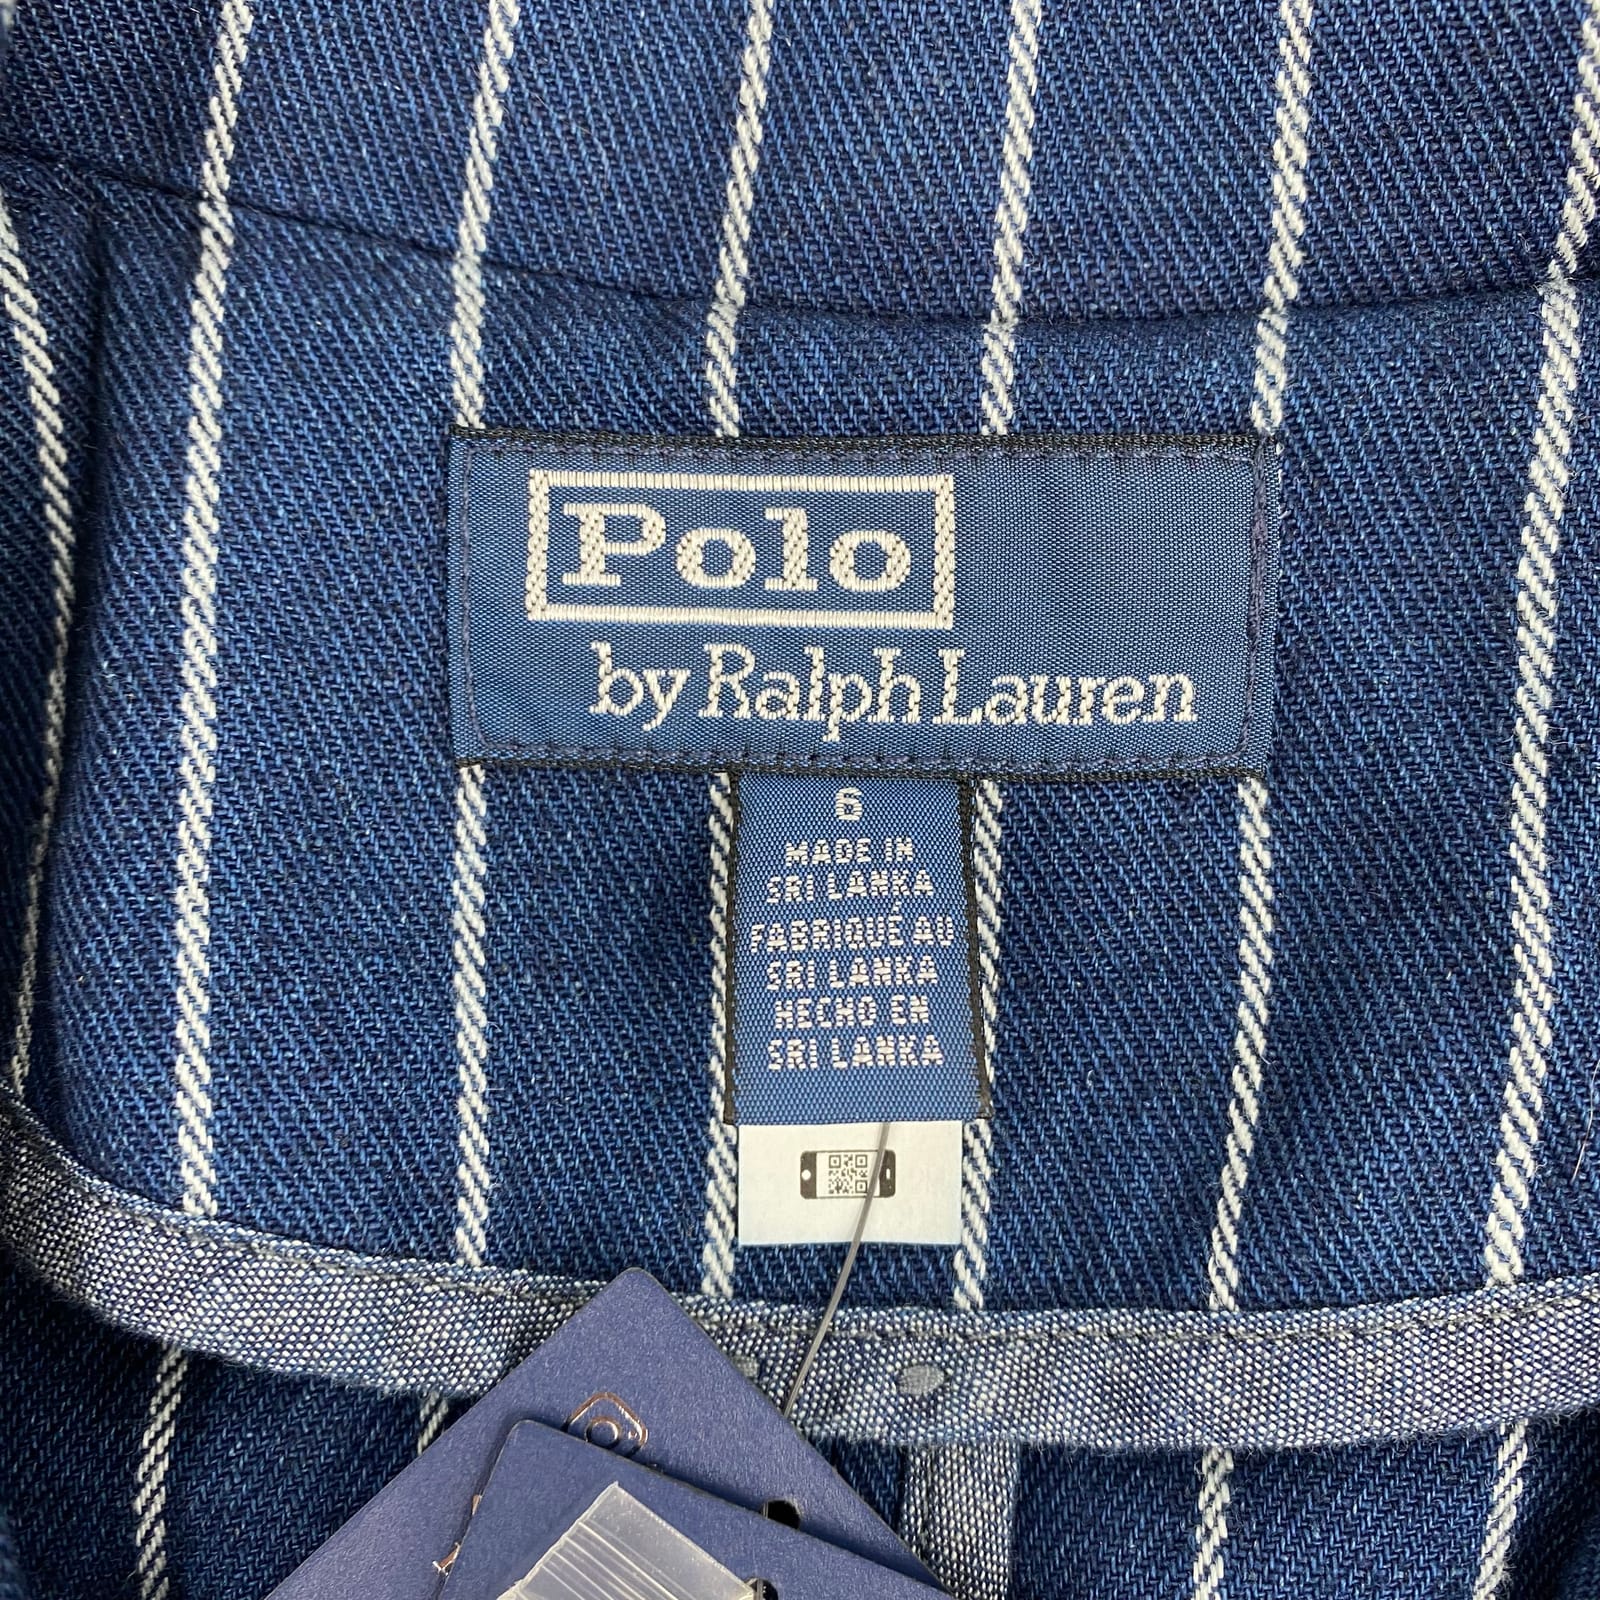 Polo
by Ralph Lauren
6
MADE IN
SRI LANKA
FABRIQUÉ AU
SRI LANKA
HECHO EN
SRI LANKA